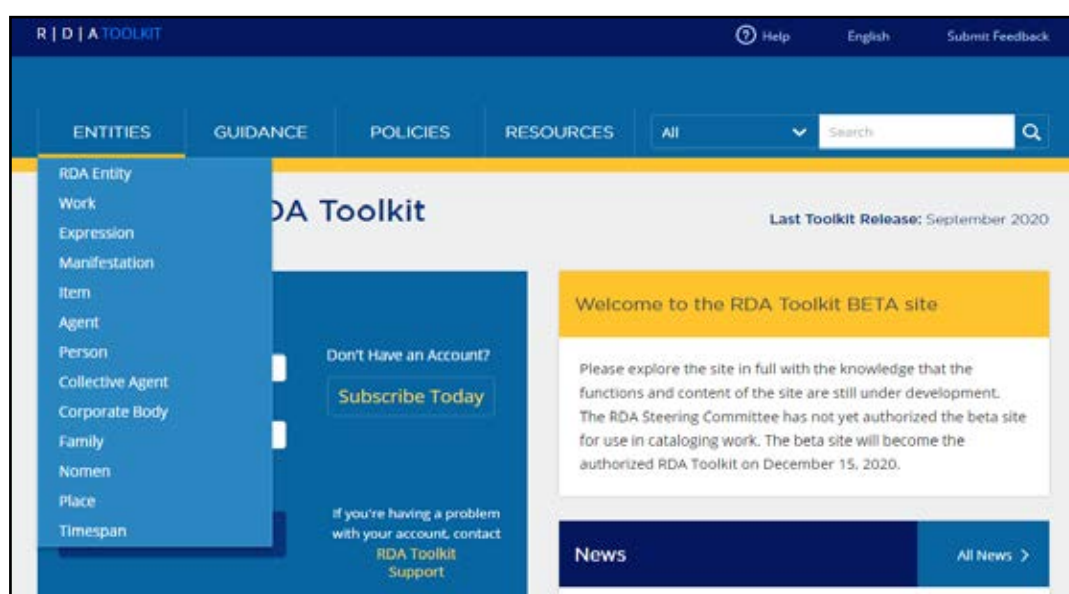 R | D | A TOOLKIT
? Help
English
Submit Feedback
ENTITIES
GUIDANCE
POLICIES
RESOURCES
All
Search
RDA Entity
Work
Expression
Manifestation
Item
Agent
Person
Collective Agent
Corporate Body
Family
Nomen
Place
Timespan
DA Toolkit
Last Toolkit Release: September 2020
Don't Have an Account?
Subscribe Today
If you're having a problem
with your account, contact
RDA Toolkit
Support
Welcome to the RDA Toolkit BETA site
Please explore the site in full with the knowledge that the
functions and content of the site are still under development.
The RDA Steering Committee has not yet authorized the beta site
for use in cataloging work. The beta site will become the
authorized RDA Toolkit on December 15, 2020.
News
All News >